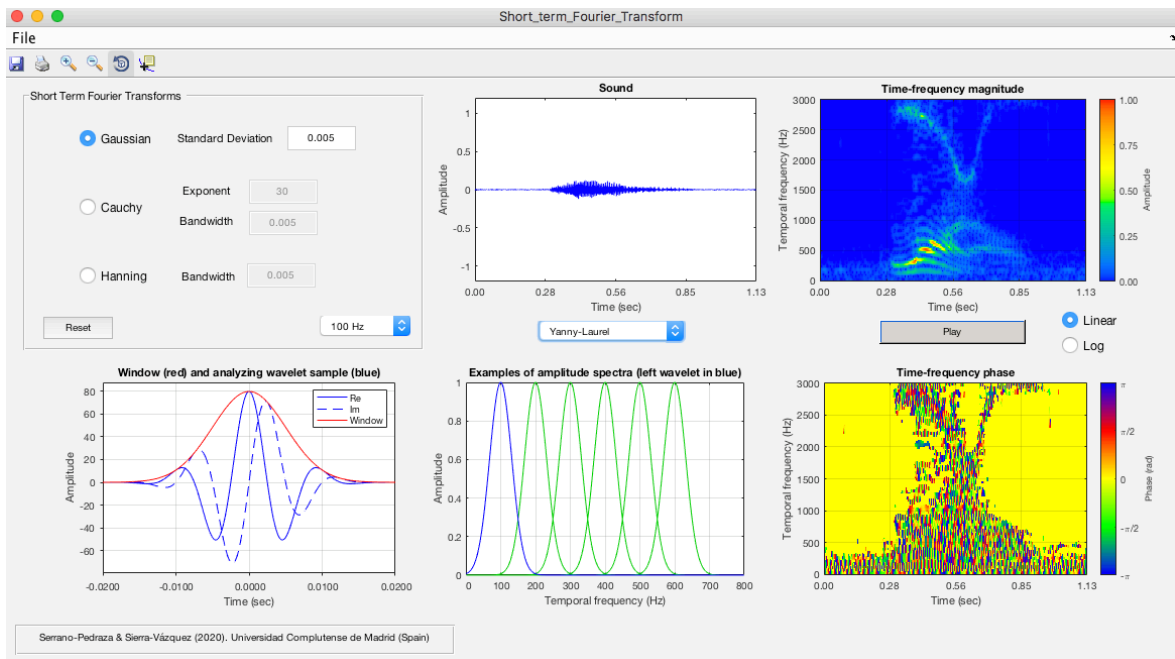 Short_term_Fourier_Transform
File
Short Term Fourier Transforms
Gaussian Standard Deviation 0.005
Exponent 30
Cauchy
Bandwidth 0.005
Hanning Bandwidth 0.005
Reset 100 Hz
Sound
Amplitude
1
0.5
0
-0.5
-1
0.00 0.28 0.56 0.85 1.13
Time (sec)
Yanny-Laurel
Time-frequency magnitude
Temporal frequency (Hz)
3000
2500
2000
1500
1000
500
0
0.00 0.28 0.56 0.85 1.13
Time (sec)
1.00
0.75
0.50
0.25
0.00
Amplitude
Play
Linear
Log
Window (red) and analyzing wavelet sample (blue)
Amplitude
80
60
40
20
0
-20
-40
-60
Re
Im
Window
-0.0200 -0.0100 0.0000 0.0100 0.0200
Time (sec)
Examples of amplitude spectra (left wavelet in blue)
Amplitude
1
0.8
0.6
0.4
0.2
0
0 100 200 300 400 500 600 700 800
Temporal frequency (Hz)
Time-frequency phase
Temporal frequency (Hz)
3000
2500
2000
1500
1000
500
0
0.00 0.28 0.56 0.85 1.13
Time (sec)
π
π/2
0
-π/2
-π
Phase (rad)
Serrano-Pedraza & Sierra-Vázquez (2020). Universidad Complutense de Madrid (Spain)